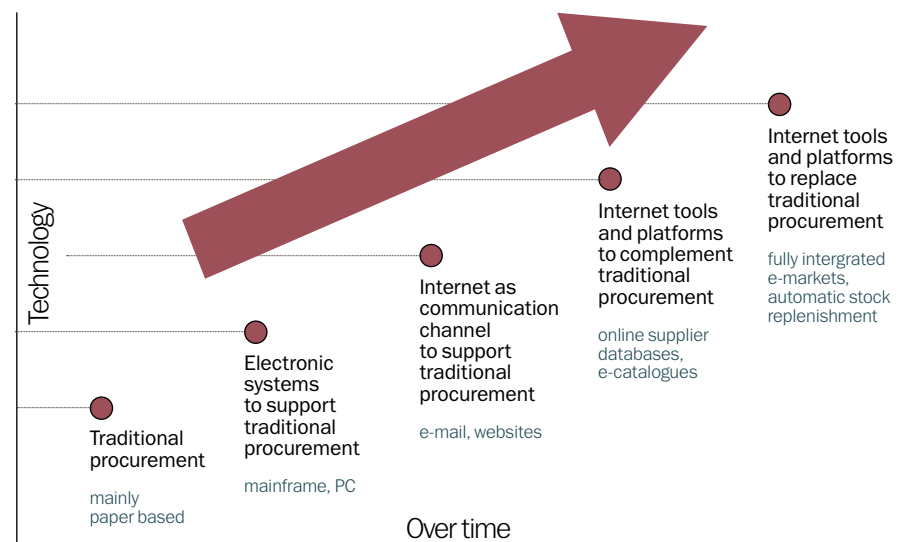 Technology
Traditional
procurement
mainly
paper based
Electronic
systems
to support
traditional
procurement
mainframe, PC
Internet as
communication
channel
to support
traditional
procurement
e-mail, websites
Internet tools
and platforms
to complement
traditional
procurement
online supplier
databases,
e-catalogues
Internet tools
and platforms
to replace
traditional
procurement
fully intergrated
e-markets,
automatic stock
replenishment
Over time